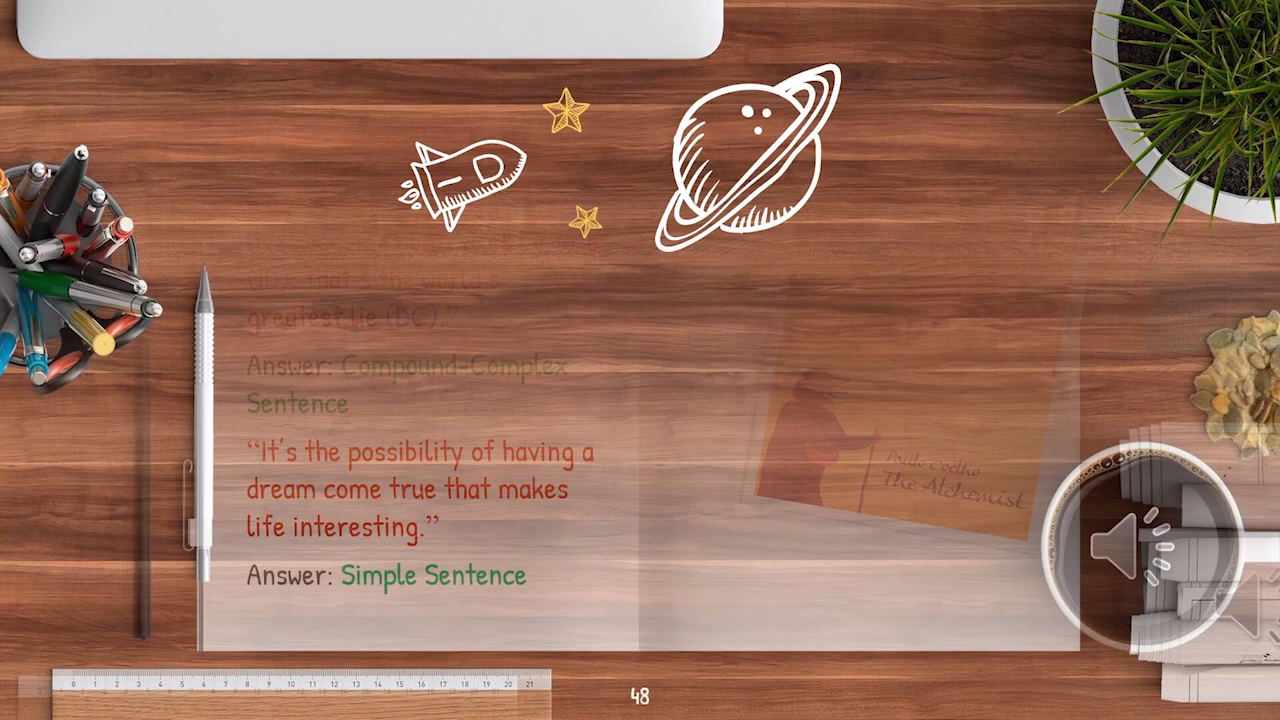 (ID), that's the world's
greatest lie (DC).”
Answer: Compound-Complex
Sentence
“It's the possibility of having a
dream come true that makes
life interesting.”
Answer: Simple Sentence
Paulo Coelho
The Alchemist
0 1 2 3 4 5 6 7 8 9 10 11 12 13 14 15 16 17 18 19 20 21
48